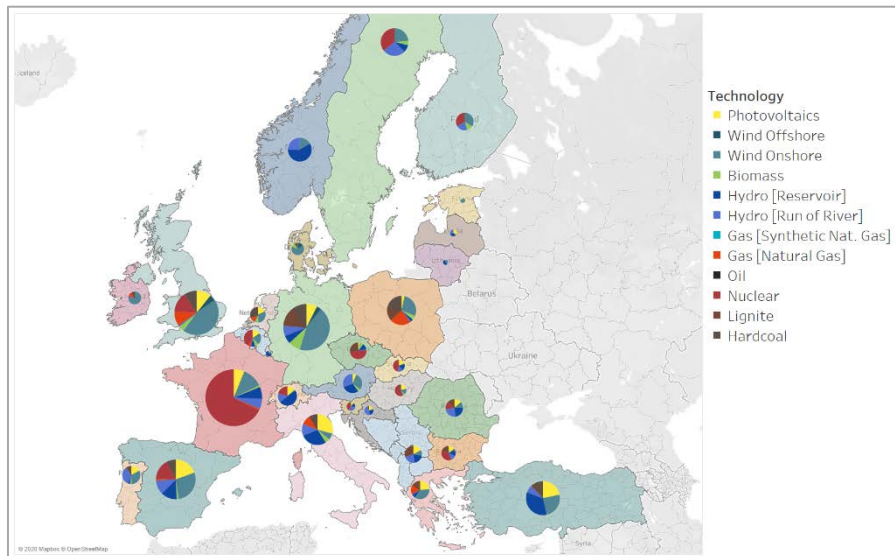 Iceland
Technology
Photovoltaics
Wind Offshore
Wind Onshore
Biomass
Hydro [Reservoir]
Hydro [Run of River]
Gas [Synthetic Nat. Gas]
Gas [Natural Gas]
Oil
Nuclear
Lignite
Hardcoal
Belarus
Ukraine
Syria
© 2020 Mapbox © OpenStreetMap